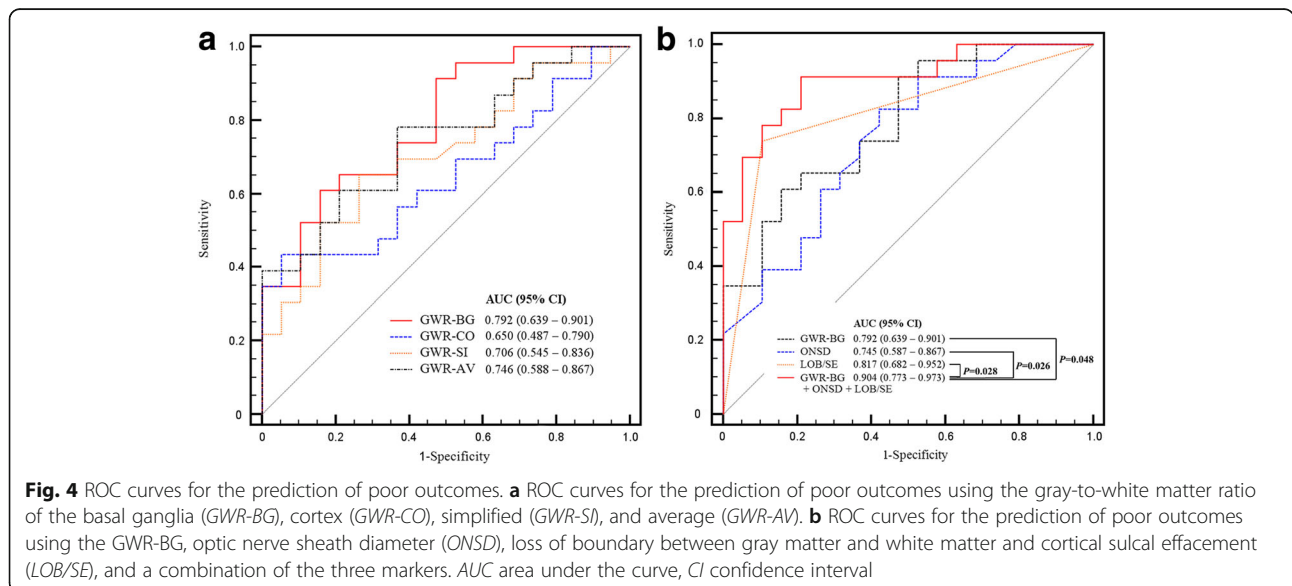 a
b
1.0
0.8
0.6
0.4
0.2
0
Sensitivity
0 0.2 0.4 0.6 0.8 1.0
1-Specificity
AUC (95% CI)
GWR-BG 0.792 (0.639 – 0.901)
GWR-CO 0.650 (0.487 – 0.790)
GWR-SI 0.706 (0.545 – 0.836)
GWR-AV 0.746 (0.588 – 0.867)
1.0
0.8
0.6
0.4
0.2
0
Sensitivity
0 0.2 0.4 0.6 0.8 1.0
1-Specificity
AUC (95% CI)
GWR-BG 0.792 (0.639 – 0.901)
ONSD 0.745 (0.587 – 0.867)
LOB/SE 0.817 (0.682 – 0.952)
GWR-BG 0.904 (0.773 – 0.973)
+ ONSD + LOB/SE
P=0.028
P=0.026
P=0.048
Fig. 4 ROC curves for the prediction of poor outcomes. a ROC curves for the prediction of poor outcomes using the gray-to-white matter ratio
of the basal ganglia (GWR-BG), cortex (GWR-CO), simplified (GWR-SI), and average (GWR-AV). b ROC curves for the prediction of poor outcomes
using the GWR-BG, optic nerve sheath diameter (ONSD), loss of boundary between gray matter and white matter and cortical sulcal effacement
(LOB/SE), and a combination of the three markers. AUC area under the curve, CI confidence interval